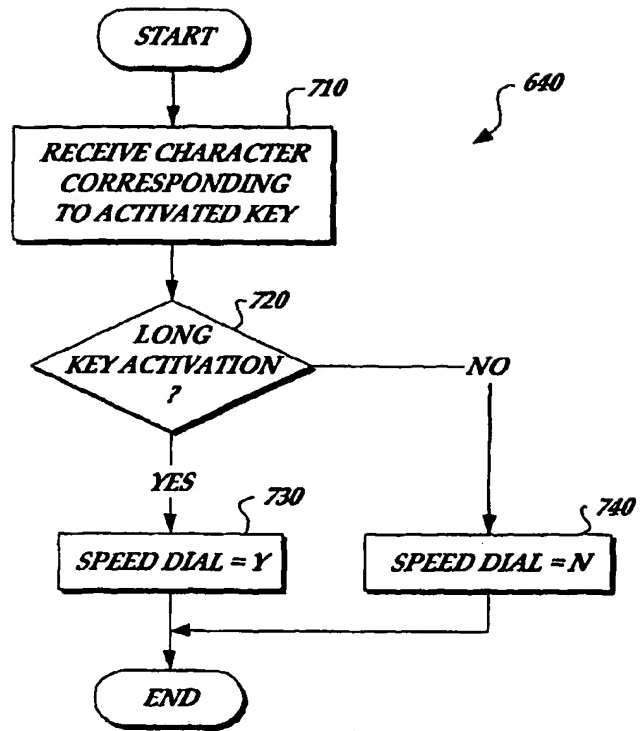 START
710
640
RECEIVE CHARACTER
CORRESPONDING
TO ACTIVATED KEY
720
LONG
KEY ACTIVATION
?
NO
YES
730
740
SPEED DIAL = Y
SPEED DIAL = N
END